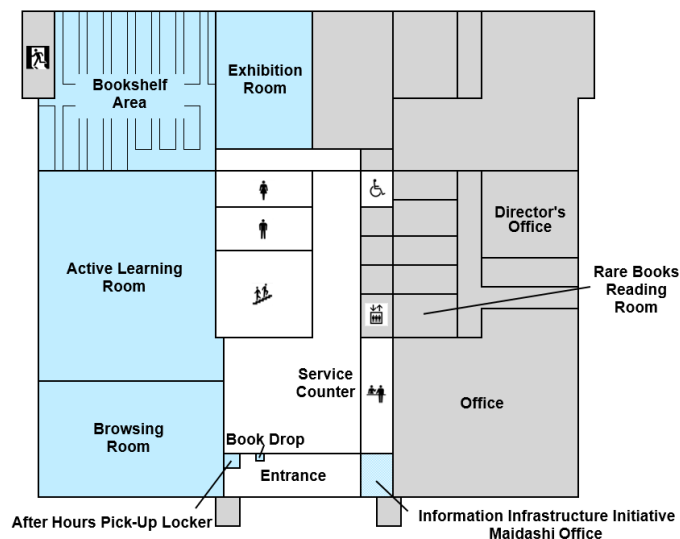 Bookshelf
Area
Exhibition
Room
Director's
Office
Active Learning
Room
Rare Books
Reading
Room
Service
Counter
Office
Browsing
Room
Book Drop
Entrance
After Hours Pick-Up Locker
Information Infrastructure Initiative
Maidashi Office